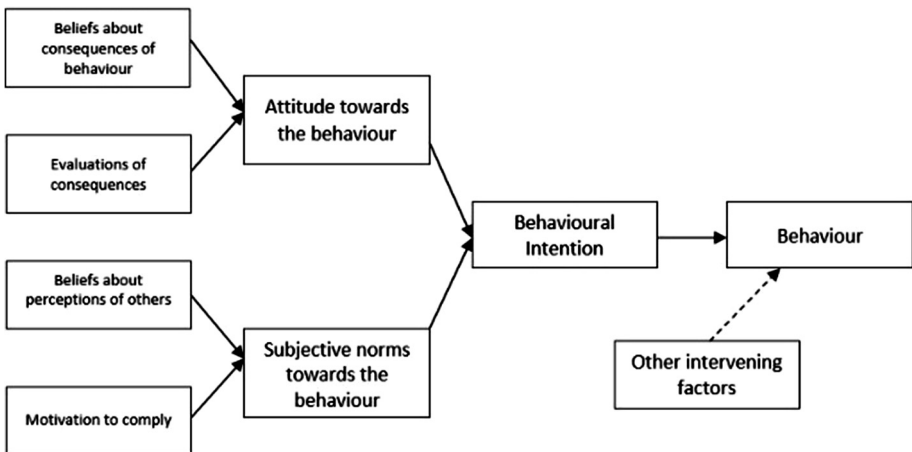 Beliefs about
consequences of
behaviour
Evaluations of
consequences
Attitude towards
the behaviour
Beliefs about
perceptions of others
Motivation to comply
Subjective norms
towards the
behaviour
Behavioural
Intention
Behaviour
Other intervening
factors